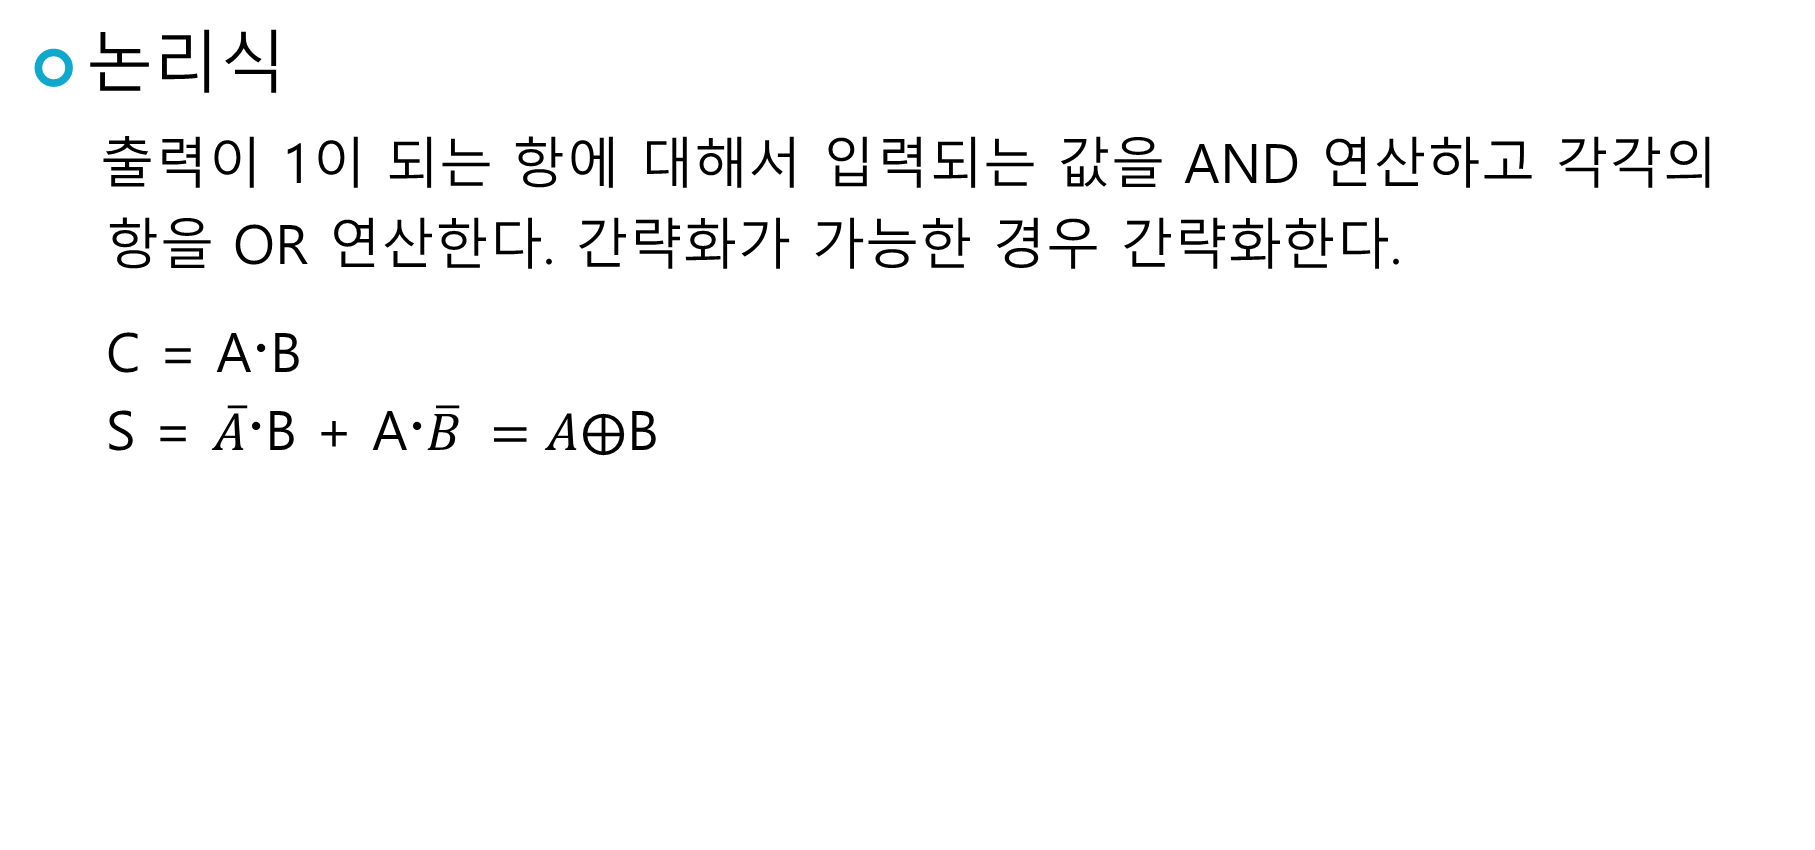 논리식
출력이 1이 되는 항에 대해서 입력되는 값을 AND 연산하고 각각의
항을 OR 연산한다. 간략화가 가능한 경우 간략화한다.
C = A·B
S = A̅·B + A·B̅ = A⊕B